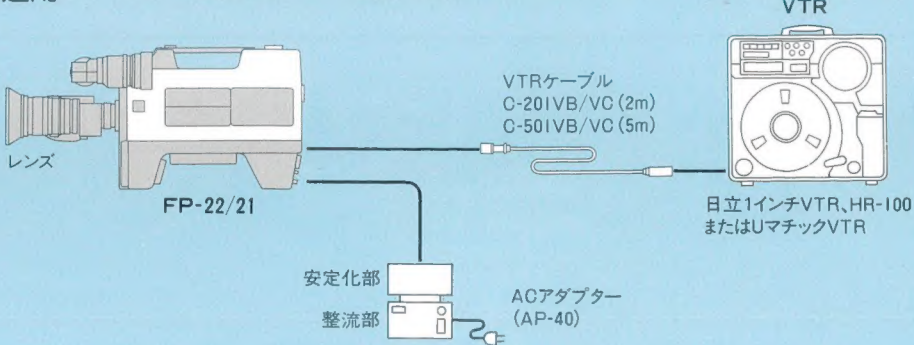 VTR
VTRケーブル
C-201VB/VC(2m)
C-501VB/VC(5m)
レンズ
FP-22/21
日立1インチVTR、HR-100
またはUマチックVTR
安定化部
整流部
ACアダプター
(AP-40)